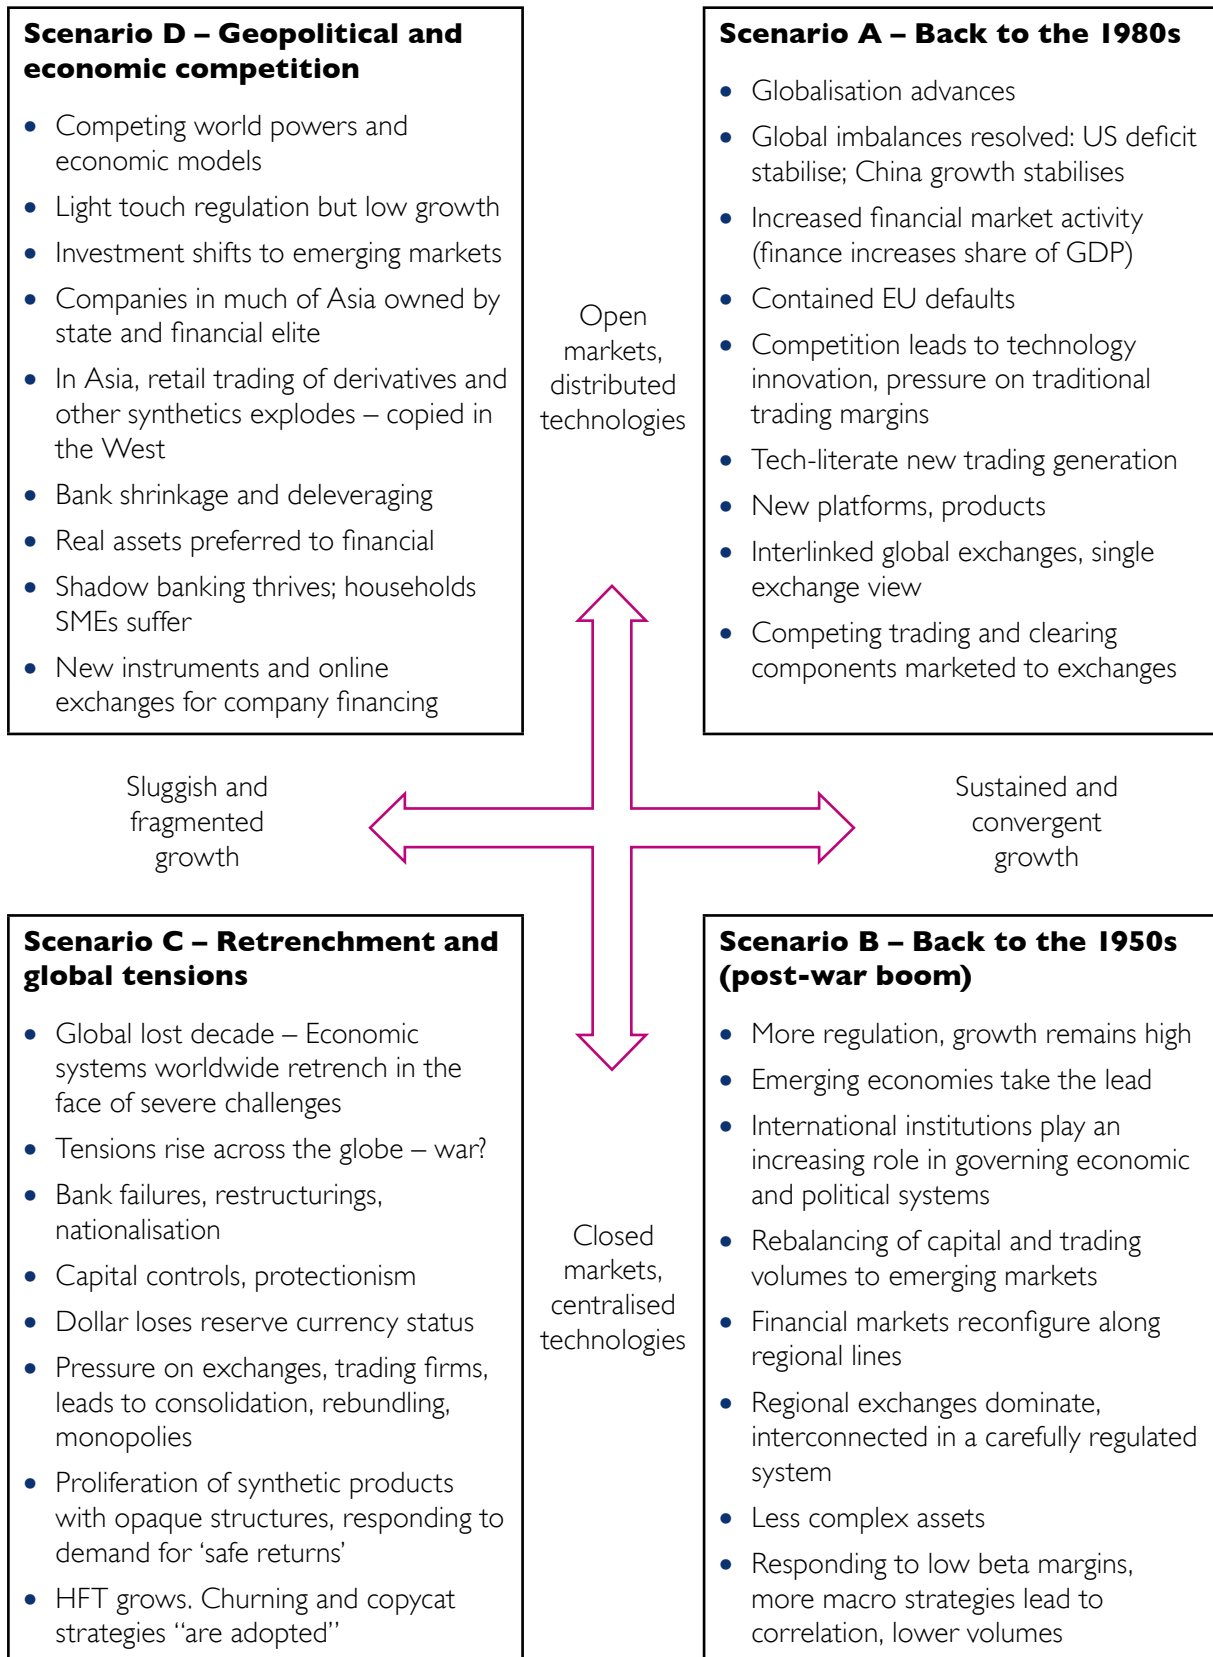 Scenario D – Geopolitical and
economic competition
• Competing world powers and
economic models
• Light touch regulation but low growth
• Investment shifts to emerging markets
• Companies in much of Asia owned by
state and financial elite
• In Asia, retail trading of derivatives and
other synthetics explodes – copied in
the West
• Bank shrinkage and deleveraging
• Real assets preferred to financial
• Shadow banking thrives; households
SMEs suffer
• New instruments and online
exchanges for company financing
Open
markets,
distributed
technologies
Scenario A – Back to the 1980s
• Globalisation advances
• Global imbalances resolved: US deficit
stabilise; China growth stabilises
• Increased financial market activity
(finance increases share of GDP)
• Contained EU defaults
• Competition leads to technology
innovation, pressure on traditional
trading margins
• Tech-literate new trading generation
• New platforms, products
• Interlinked global exchanges, single
exchange view
• Competing trading and clearing
components marketed to exchanges
Sluggish and
fragmented
growth
Sustained and
convergent
growth
Scenario C – Retrenchment and
global tensions
• Global lost decade – Economic
systems worldwide retrench in the
face of severe challenges
• Tensions rise across the globe – war?
• Bank failures, restructurings,
nationalisation
• Capital controls, protectionism
• Dollar loses reserve currency status
• Pressure on exchanges, trading firms,
leads to consolidation, rebundling,
monopolies
• Proliferation of synthetic products
with opaque structures, responding to
demand for ‘safe returns’
• HFT grows. Churning and copycat
strategies “are adopted”
Closed
markets,
centralised
technologies
Scenario B – Back to the 1950s
(post-war boom)
• More regulation, growth remains high
• Emerging economies take the lead
• International institutions play an
increasing role in governing economic
and political systems
• Rebalancing of capital and trading
volumes to emerging markets
• Financial markets reconfigure along
regional lines
• Regional exchanges dominate,
interconnected in a carefully regulated
system
• Less complex assets
• Responding to low beta margins,
more macro strategies lead to
correlation, lower volumes